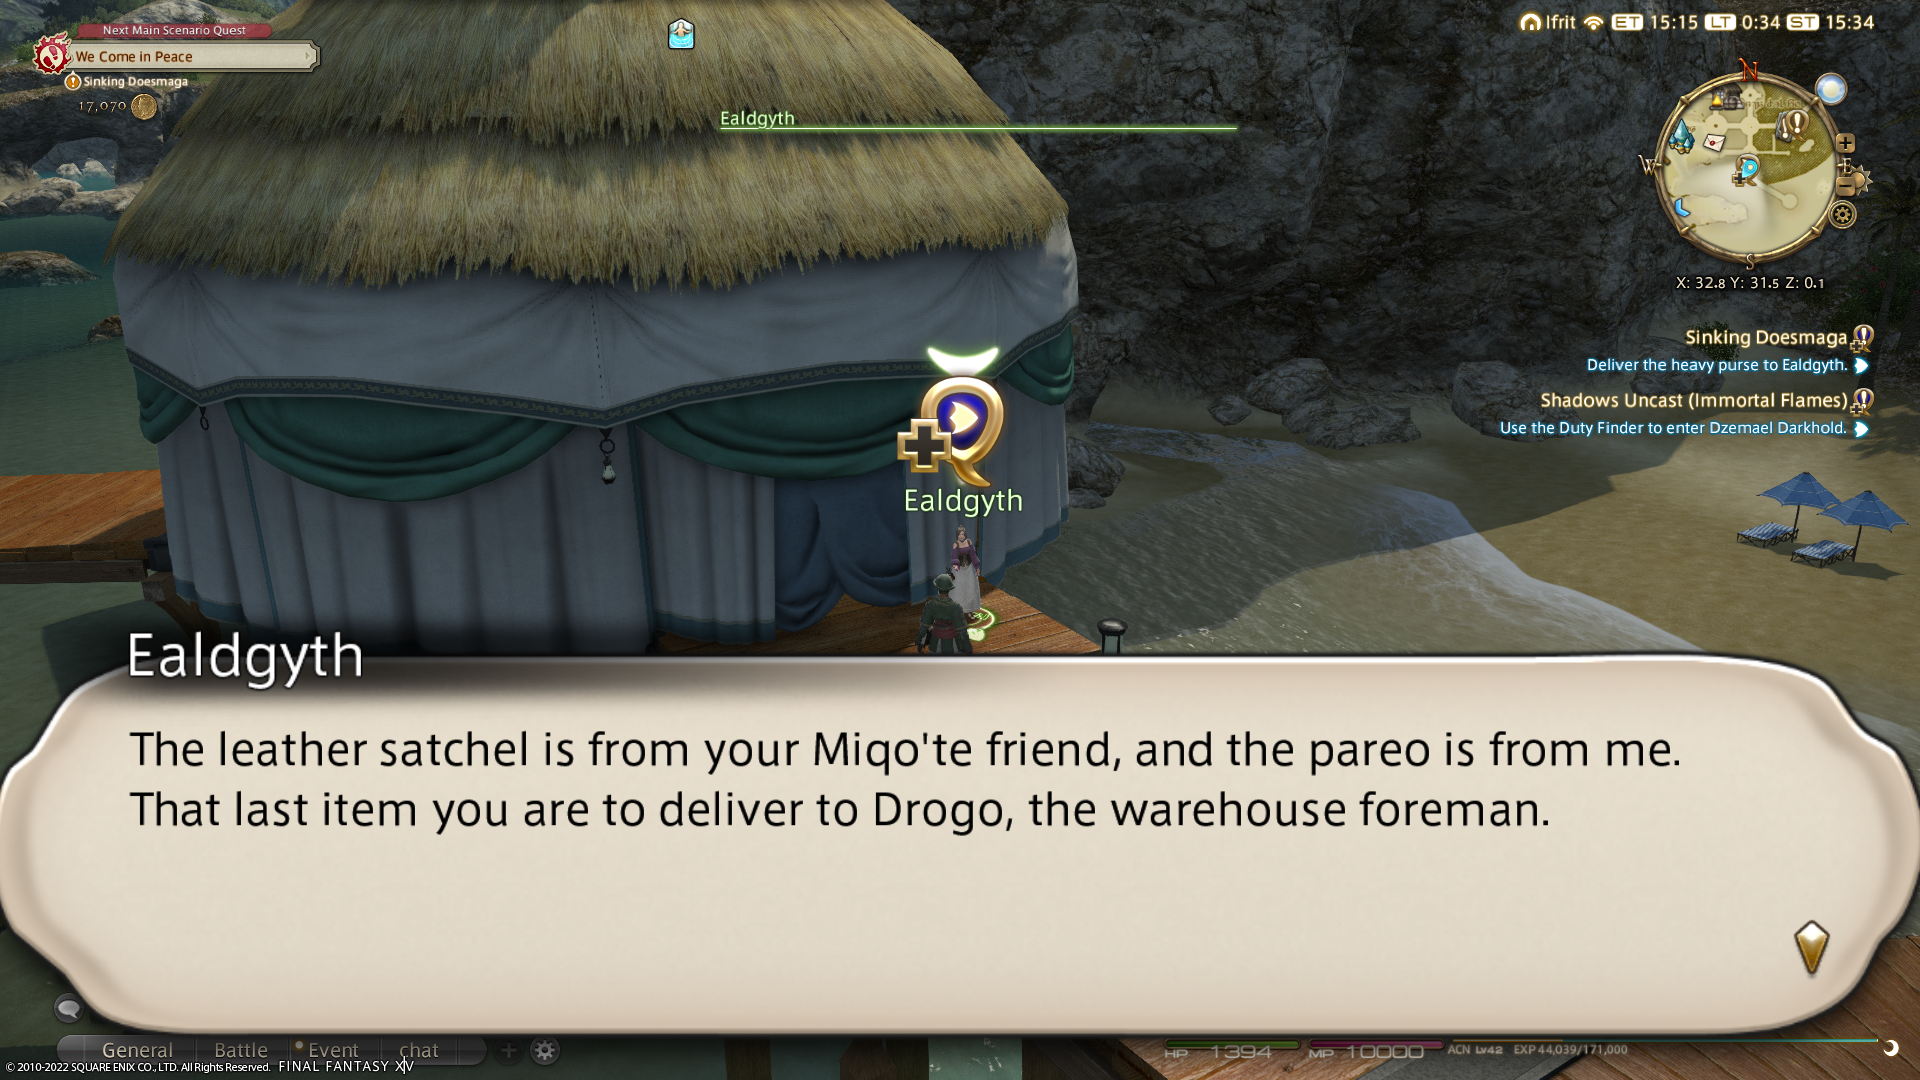 Next Main Scenario Quest
We Come in Peace
Sinking Doesmaga
17,070
Ifrit ET 15:15 LT 0:34 ST 15:34
Ealdgyth
N
W
E
S
X: 32.8 Y: 31.5 Z: 0.1
Sinking Doesmaga
Deliver the heavy purse to Ealdgyth.
Shadows Uncast (Immortal Flames)
Use the Duty Finder to enter Dzemael Darkhold.
Ealdgyth
Ealdgyth
The leather satchel is from your Miqo'te friend, and the pareo is from me.
That last item you are to deliver to Drogo, the warehouse foreman.
General Battle Event chat
HP 1394 MP 10000 ACN Lv42 EXP 44,039/171,000
© 2010-2022 SQUARE ENIX CO., LTD. All Rights Reserved. FINAL FANTASY XIV